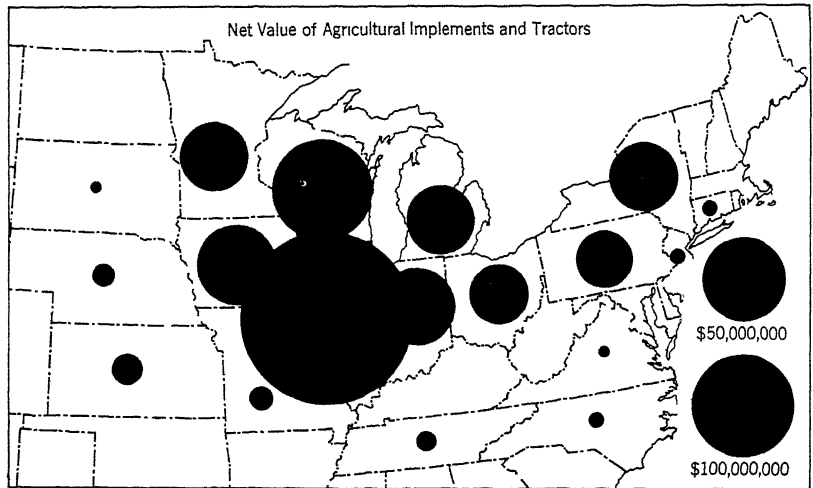 Net Value of Agricultural Implements and Tractors
$50,000,000
$100,000,000